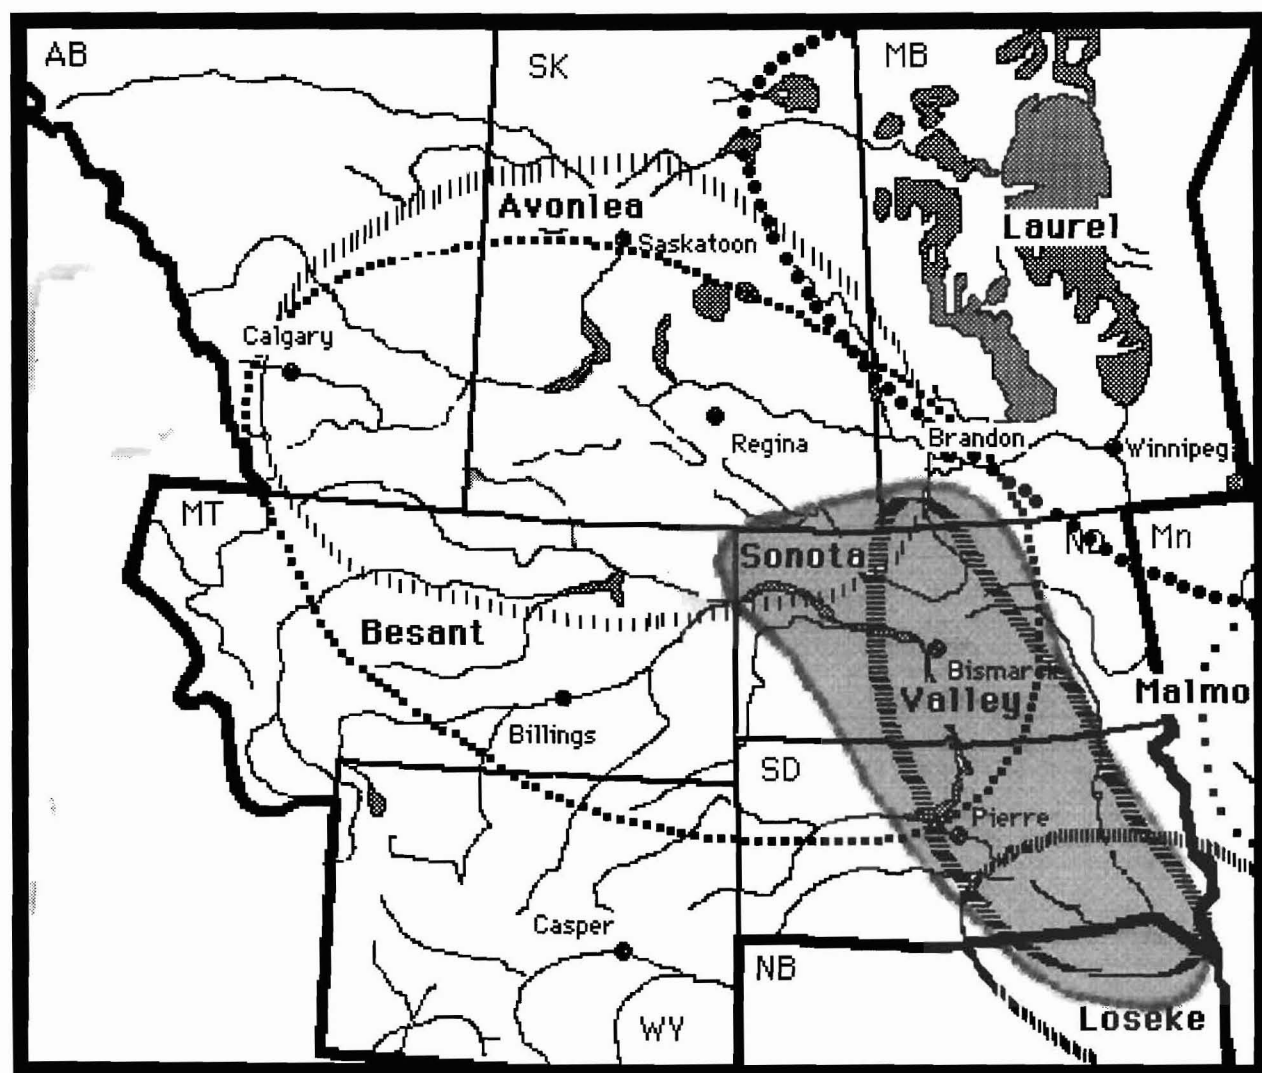 AB
SK
MB
Avonlea
Laurel
Saskatoon
Calgary
Regina
Brandon
Winnipeg
MT
Sonota
ND
Mn
Besant
Bismarck
Valley
Malmo
Billings
SD
Pierre
Casper
NB
WY
Loseke